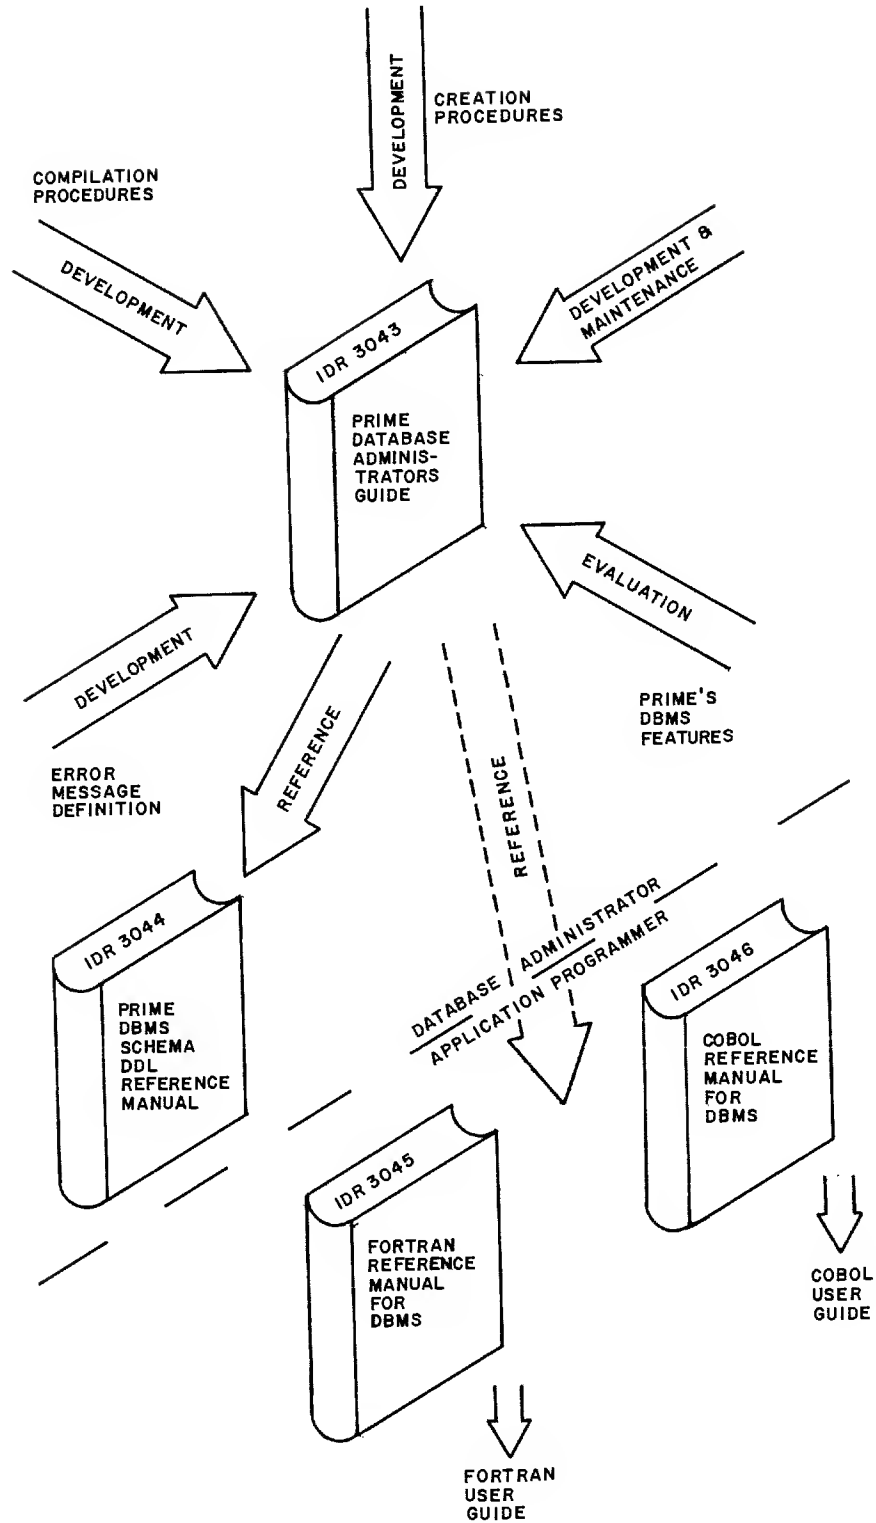 DEVELOPMENT
CREATION
PROCEDURES
COMPILATION
PROCEDURES
DEVELOPMENT
DEVELOPMENT &
MAINTENANCE
IDR 3043
PRIME
DATABASE
ADMINIS-
TRATORS
GUIDE
EVALUATION
PRIME'S
DBMS
FEATURES
DEVELOPMENT
ERROR
MESSAGE
DEFINITION
REFERENCE
REFERENCE
DATABASE ADMINISTRATOR
APPLICATION PROGRAMMER
IDR 3044
PRIME
DBMS
SCHEMA
DDL
REFERENCE
MANUAL
IDR 3046
COBOL
REFERENCE
MANUAL
FOR
DBMS
COBOL
USER
GUIDE
IDR 3045
FORTRAN
REFERENCE
MANUAL
FOR
DBMS
FORTRAN
USER
GUIDE